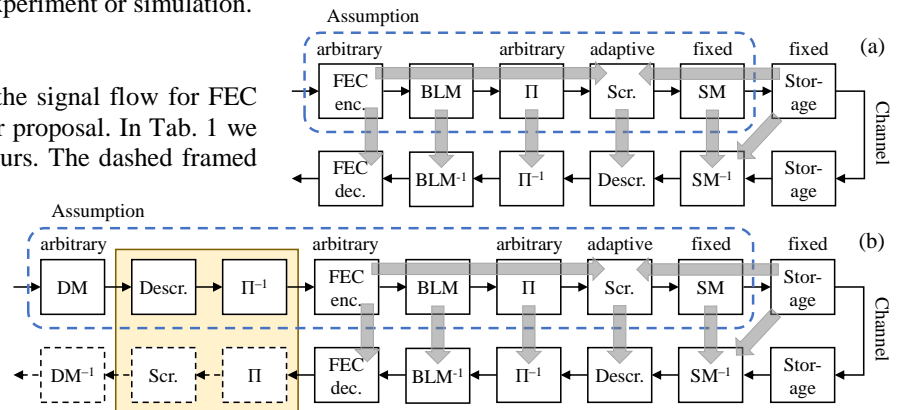 xperiment or simulation.
the signal flow for FEC
r proposal. In Tab. 1 we
urs. The dashed framed
Assumption
arbitrary arbitrary adaptive fixed fixed (a)
FEC enc. BLM Π Scr. SM Stor-age
Channel
FEC dec. BLM-1 Π−1 Descr. SM-1 Stor-age
Assumption
arbitrary arbitrary arbitrary adaptive fixed fixed (b)
DM Descr. Π−1 FEC enc. BLM Π Scr. SM Stor-age
Channel
DM-1 Scr. Π FEC dec. BLM-1 Π−1 Descr. SM-1 Stor-age